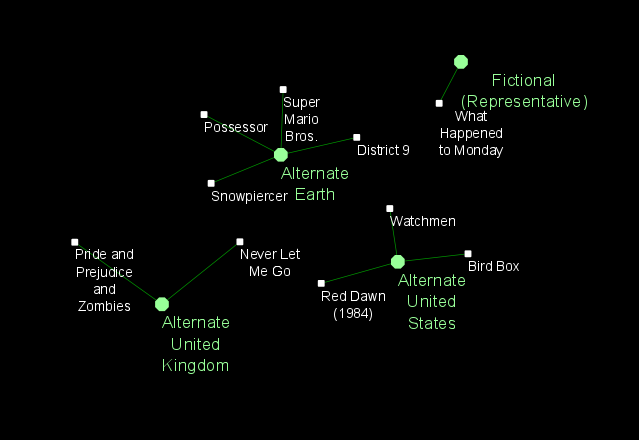 Fictional
(Representative)
What
Happened
to Monday
Super
Mario
Bros.
Possessor
District 9
Alternate
Earth
Snowpiercer
Watchmen
Bird Box
Alternate
United
States
Red Dawn
(1984)
Never Let
Me Go
Pride and
Prejudice
and
Zombies
Alternate
United
Kingdom